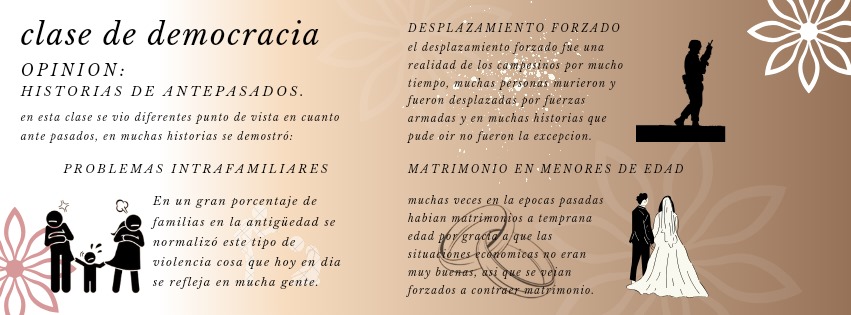 clase de democracia
OPINION:
HISTORIAS DE ANTEPASADOS.
en esta clase se vio diferentes punto de vista en cuanto
ante pasados, en muchas historias se demostró:
PROBLEMAS INTRAFAMILIARES
En un gran porcentaje de
familias en la antigüedad se
normalizó este tipo de
violencia cosa que hoy en dia
se refleja en mucha gente.
DESPLAZAMIENTO FORZADO
el desplazamiento forzado fue una
realidad de los campesinos por mucho
tiempo, muchas personas murieron y
fueron desplazadas por fuerzas
armadas y en muchas historias que
pude oir no fueron la excepcion.
MATRIMONIO EN MENORES DE EDAD
muchas veces en la epocas pasadas
habian matrimonios a temprana
edad por gracia a que las
situaciones economicas no eran
muy buenas, asi que se veian
forzados a contraer matrimonio.